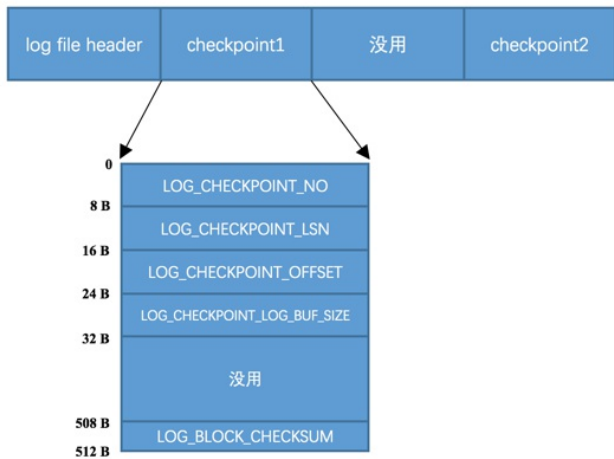 log file header
checkpoint1
没用
checkpoint2
0
LOG_CHECKPOINT_NO
8 B
LOG_CHECKPOINT_LSN
16 B
LOG_CHECKPOINT_OFFSET
24 B
LOG_CHECKPOINT_LOG_BUF_SIZE
32 B
没用
508 B
LOG_BLOCK_CHECKSUM
512 B